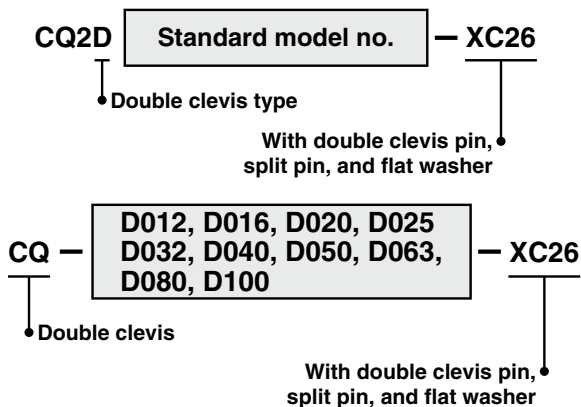 CQ2D Standard model no. – XC26
Double clevis type
With double clevis pin,
split pin, and flat washer
D012, D016, D020, D025
CQ – D032, D040, D050, D063, – XC26
D080, D100
Double clevis
With double clevis pin,
split pin, and flat washer